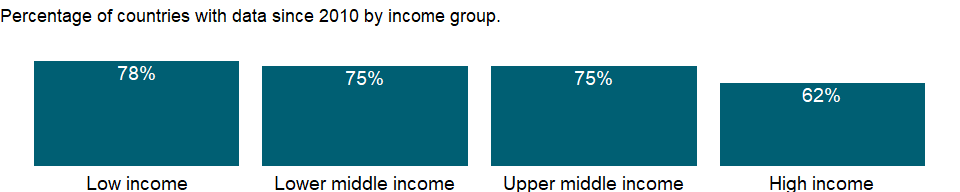 Percentage of countries with data since 2010 by income group.
78%
75%
75%
62%
Low income
Lower middle income
Upper middle income
High income